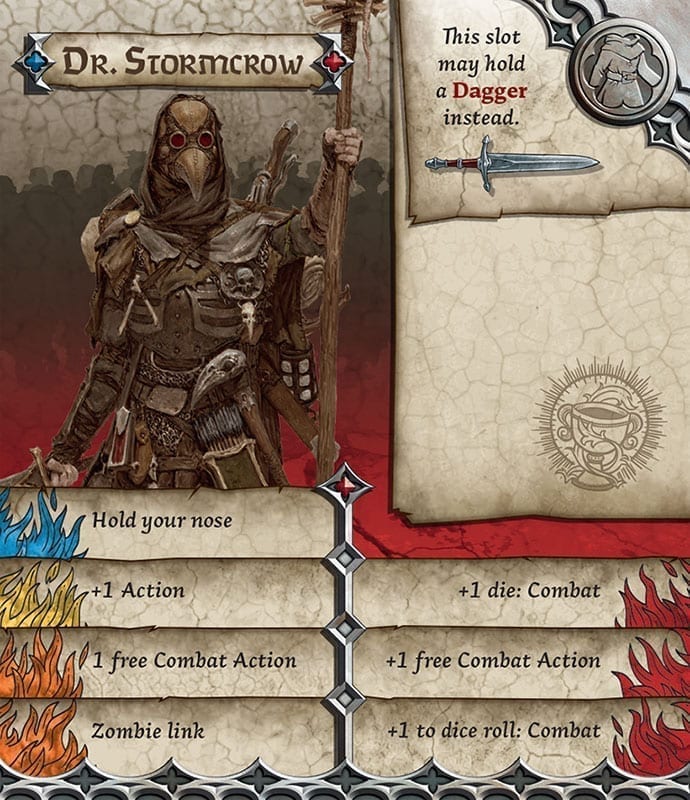 Dr. Stormcrow
This slot
may hold
a Dagger
instead.
Hold your nose
+1 Action
1 free Combat Action
Zombie link
+1 die: Combat
+1 free Combat Action
+1 to dice roll: Combat